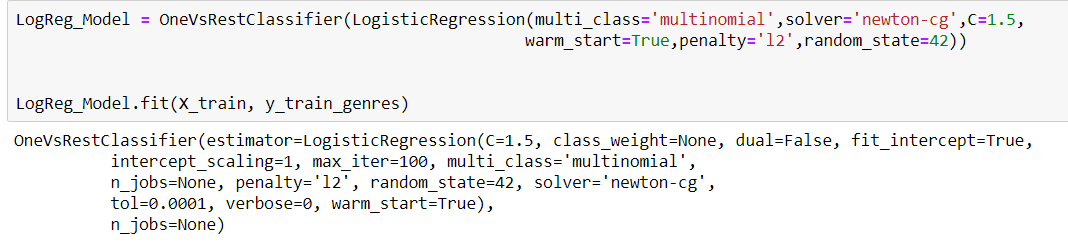 LogReg_Model = OneVsRestClassifier(LogisticRegression(multi_class='multinomial',solver='newton-cg',C=1.5,
warm_start=True,penalty='l2',random_state=42))
LogReg_Model.fit(X_train, y_train_genres)
OneVsRestClassifier(estimator=LogisticRegression(C=1.5, class_weight=None, dual=False, fit_intercept=True,
intercept_scaling=1, max_iter=100, multi_class='multinomial',
n_jobs=None, penalty='l2', random_state=42, solver='newton-cg',
tol=0.0001, verbose=0, warm_start=True),
n_jobs=None)